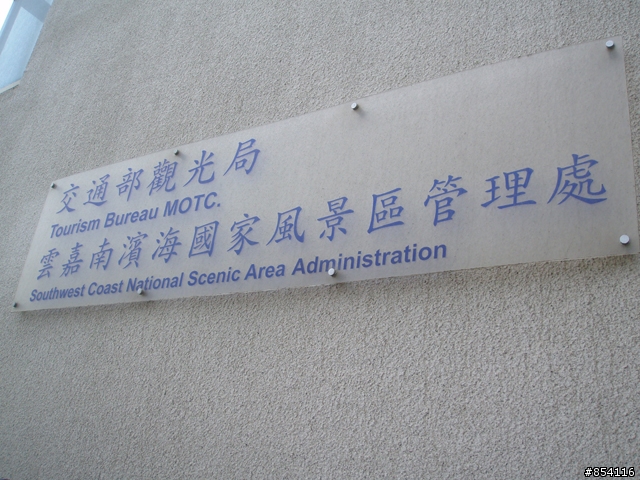 交通部觀光局
Tourism Bureau MOTC.
雲嘉南濱海國家風景區管理處
Southwest Coast National Scenic Area Administration
#854116